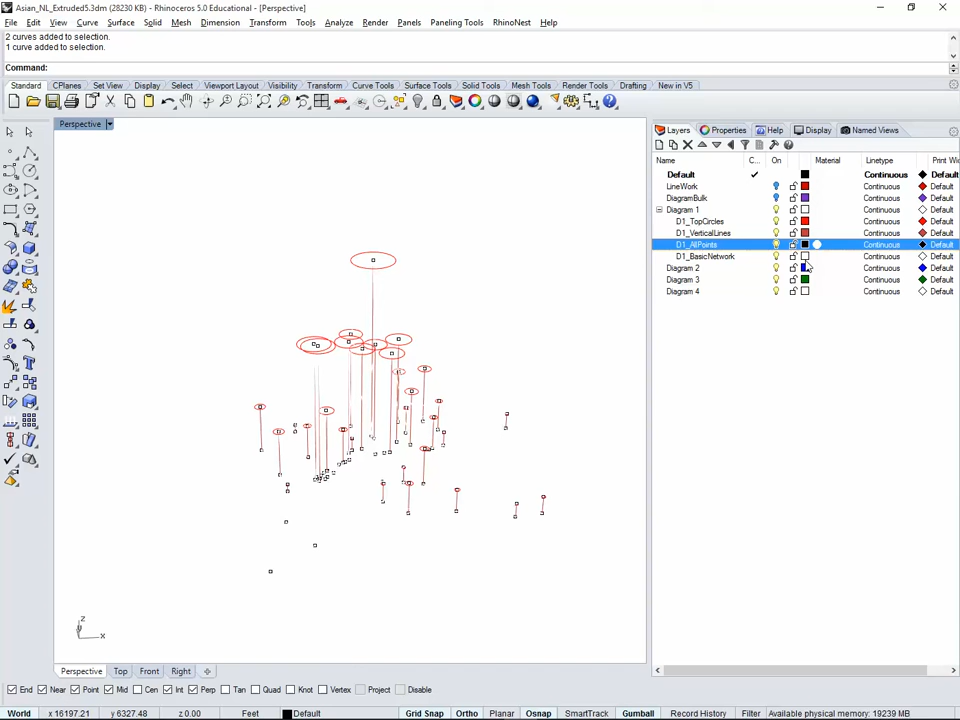 Asian_NL_Extruded5.3dm (28230 KB) - Rhinoceros 5.0 Educational - [Perspective]
File Edit View Curve Surface Solid Mesh Dimension Transform Tools Analyze Render Panels Paneling Tools RhinoNest Help
2 curves added to selection.
1 curve added to selection.
Command:
Standard CPlanes Set View Display Select Viewport Layout Visibility Transform Curve Tools Surface Tools Solid Tools Mesh Tools Render Tools Drafting New in V5
Perspective
Layers Properties Help Display Named Views
Name C... On Material Linetype Print Wi
Default Continuous Default
LineWork Continuous Default
DiagramBulk Continuous Default
Diagram 1 Continuous Default
D1_TopCircles Continuous Default
D1_VerticalLines Continuous Default
D1_AllPoints Continuous Default
D1_BasicNetwork Continuous Default
Diagram 2 Continuous Default
Diagram 3 Continuous Default
Diagram 4 Continuous Default
z
y
x
Perspective Top Front Right
End Near Point Mid Cen Int Perp Tan Quad Knot Vertex Project Disable
World x 16197.21 y 6327.48 z 0.00 Feet Default Grid Snap Ortho Planar Osnap SmartTrack Gumball Record History Filter Available physical memory: 19239 MB